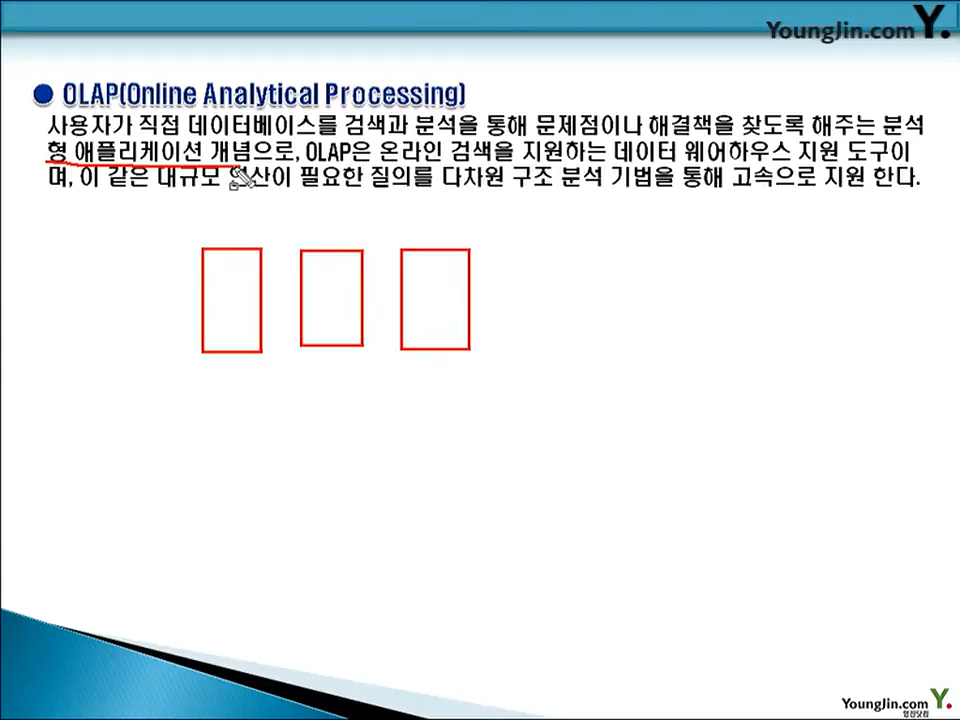 YoungJin.com Y.
● OLAP(Online Analytical Processing)
사용자가 직접 데이터베이스를 검색과 분석을 통해 문제점이나 해결책을 찾도록 해주는 분석
형 애플리케이션 개념으로, OLAP은 온라인 검색을 지원하는 데이터 웨어하우스 지원 도구이
며, 이 같은 대규모 이 필요한 질의를 다차원 구조 분석 기법을 통해 고속으로 지원 한다.
YoungJin.com Y.
영진닷컴